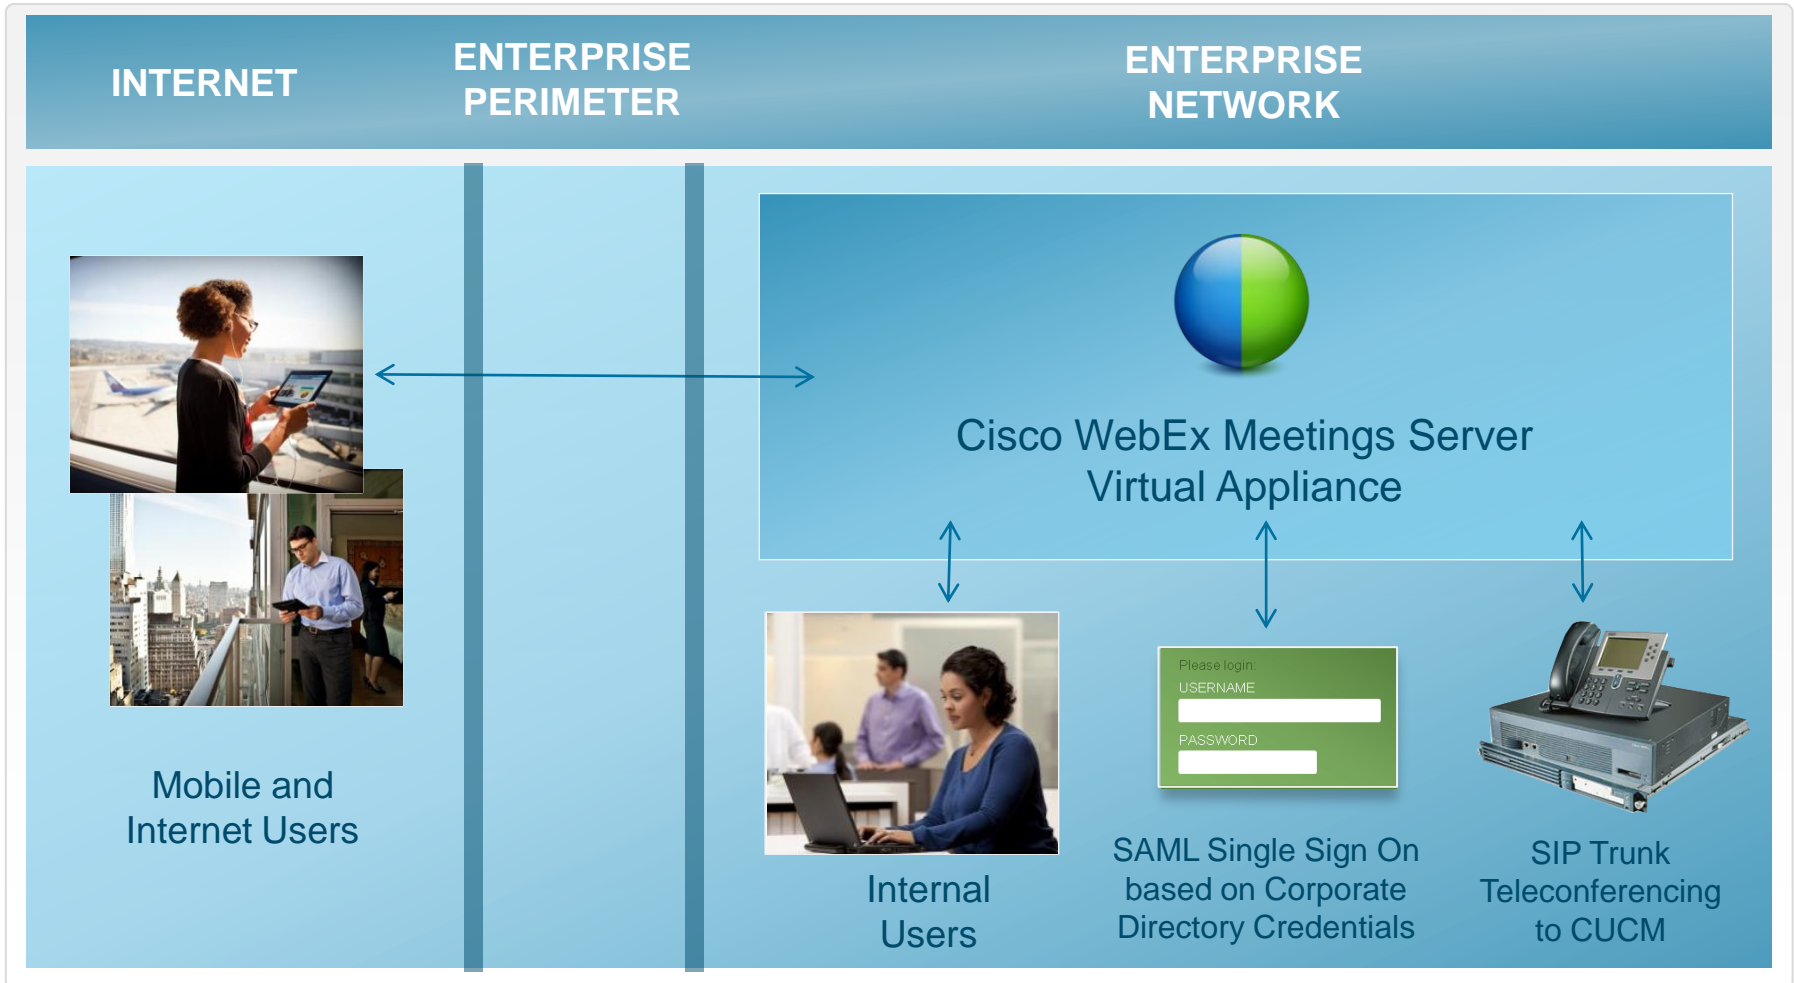 INTERNET
ENTERPRISE
PERIMETER
ENTERPRISE
NETWORK
Cisco WebEx Meetings Server
Virtual Appliance
Mobile and
Internet Users
Internal
Users
Please login:
USERNAME
PASSWORD
SAML Single Sign On
based on Corporate
Directory Credentials
SIP Trunk
Teleconferencing
to CUCM